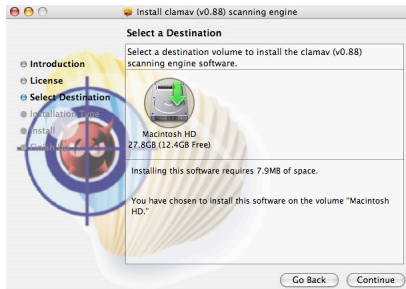 Install clamav (v0.88) scanning engine
Select a Destination
Introduction
License
Select Destination
Installation Type
Install
Select a destination volume to install the clamav (v0.88)
scanning engine software.
Macintosh HD
27.8GB (12.4GB Free)
Installing this software requires 7.9MB of space.
You have chosen to install this software on the volume "Macintosh
HD."
Go Back
Continue